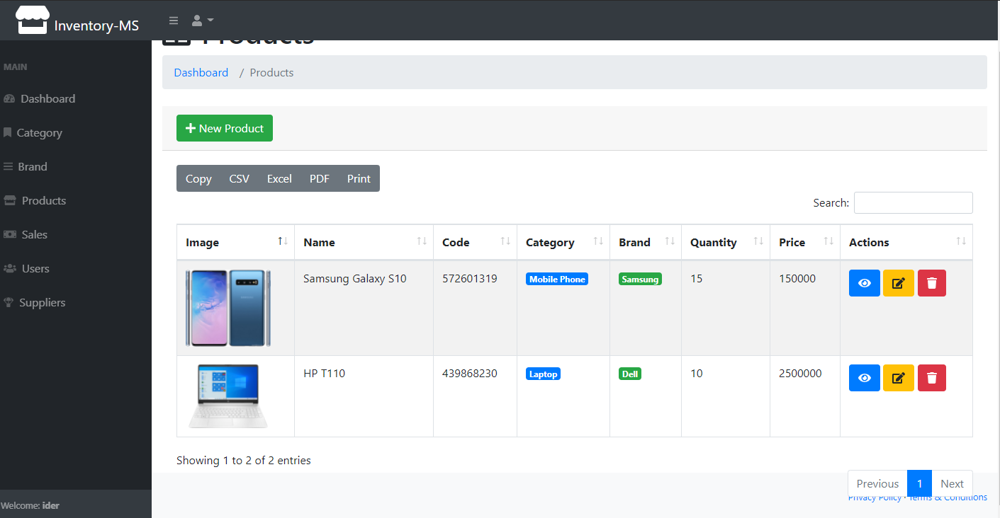 Inventory-MS
Products
MAIN
Dashboard
Category
Brand
Products
Sales
Users
Suppliers
Welcome: ider
Dashboard / Products
New Product
Copy CSV Excel PDF Print
Search:
Image Name Code Category Brand Quantity Price Actions
Samsung Galaxy S10 572601319 Mobile Phone Samsung 15 150000
HP T110 439868230 Laptop Dell 10 2500000
Showing 1 to 2 of 2 entries
Previous 1 Next
Privacy Policy · Terms & Conditions